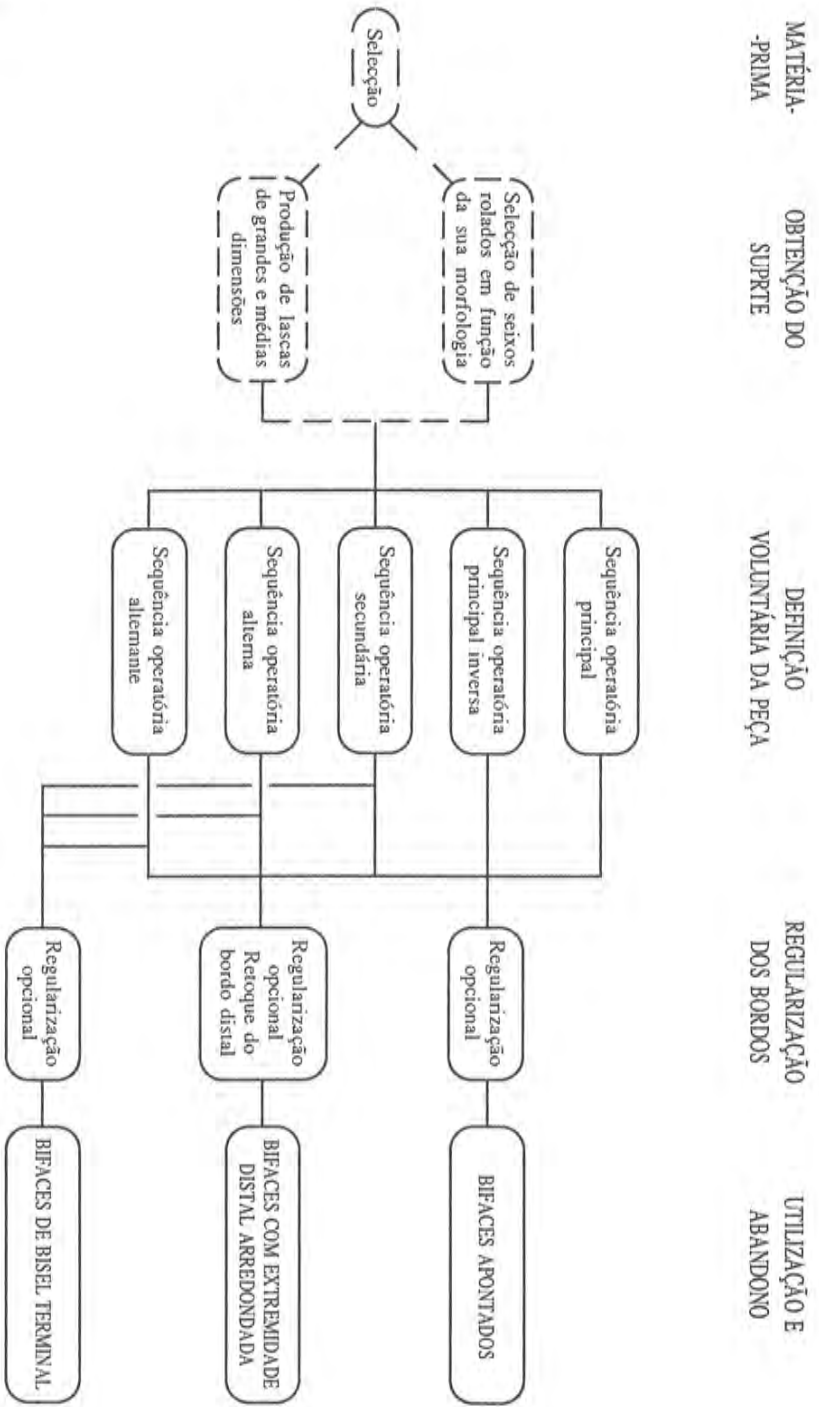 MATÉRIA-
-PRIMA
OBTENÇÃO DO
SUPRTE
DEFINIÇÃO
VOLUNTÁRIA DA PEÇA
REGULARIZAÇÃO
DOS BORDOS
UTILIZAÇÃO E
ABANDONO
Selecção
Selecção de seixos
rolados em função
da sua morfologia
Produção de lascas
de grandes e médias
dimensões
Sequência operatória
principal
Sequência operatória
principal inversa
Sequência operatória
secundária
Sequência operatória
alterna
Sequência operatória
alternante
Regularização
opcional
Regularização
opcional
Retoque do
bordo distal
Regularização
opcional
BIFACES APONTADOS
BIFACES COM EXTREMIDADE
DISTAL ARREDONDADA
BIFACES DE BISEL TERMINAL